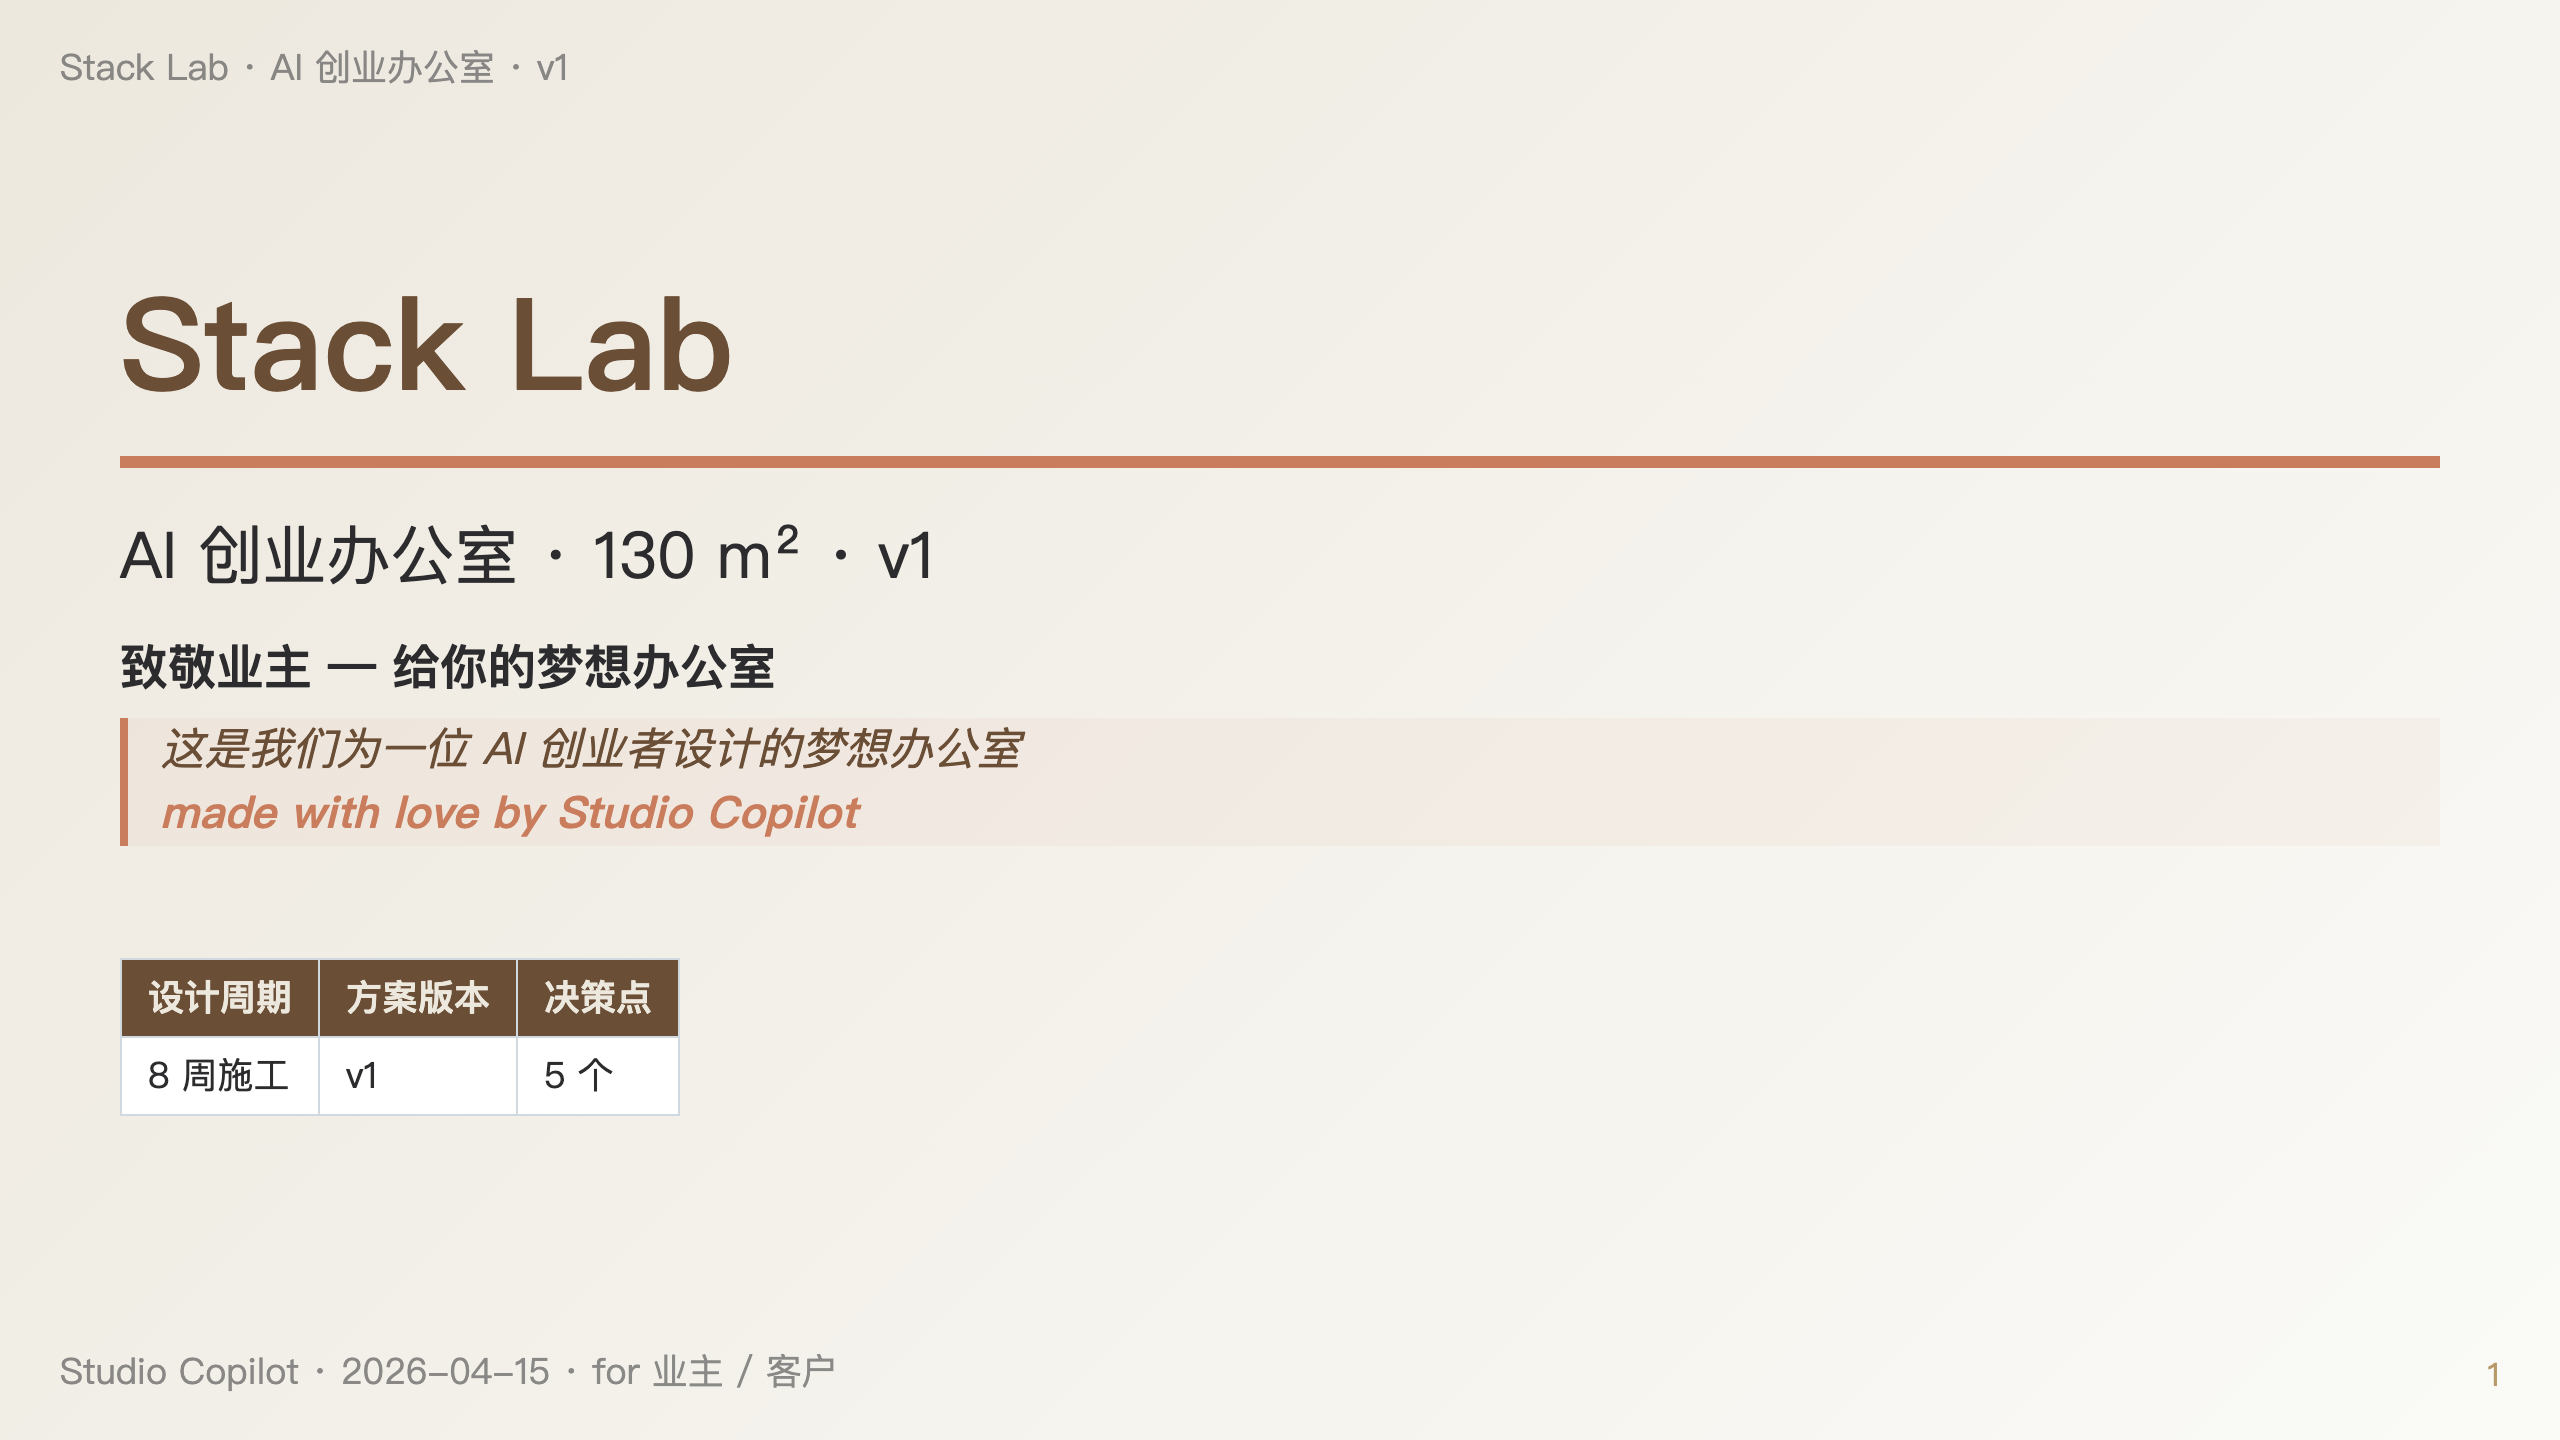 Stack Lab · AI 创业办公室 · v1
Stack Lab
AI 创业办公室 · 130 m² · v1
致敬业主 — 给你的梦想办公室
这是我们为一位 AI 创业者设计的梦想办公室
made with love by Studio Copilot
设计周期 方案版本 决策点
8 周施工 v1 5 个
Studio Copilot · 2026-04-15 · for 业主 / 客户
1